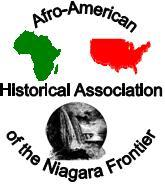 Afro-American
Historical Association
of the Niagara Frontier